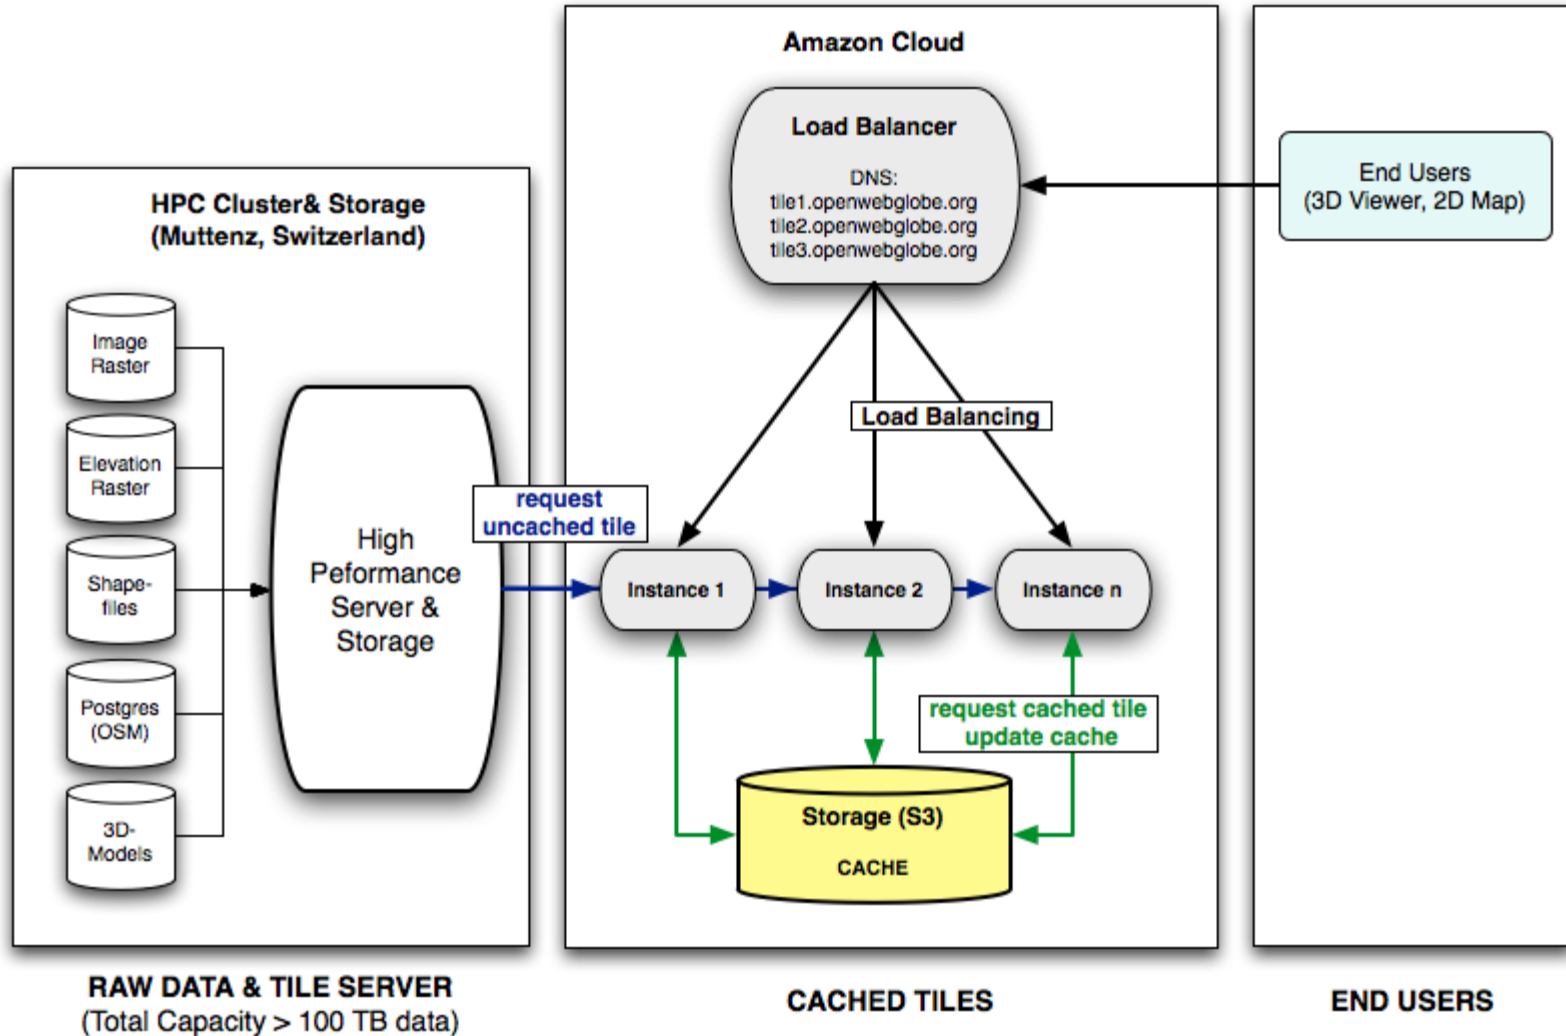 HPC Cluster& Storage
(Muttenz, Switzerland)
Image
Raster
Elevation
Raster
Shape-
files
Postgres
(OSM)
3D-
Models
High
Peformance
Server &
Storage
request
uncached tile
RAW DATA & TILE SERVER
(Total Capacity > 100 TB data)
Amazon Cloud
Load Balancer
DNS:
tile1.openwebglobe.org
tile2.openwebglobe.org
tile3.openwebglobe.org
Load Balancing
Instance 1
Instance 2
Instance n
request cached tile
update cache
Storage (S3)
CACHE
CACHED TILES
End Users
(3D Viewer, 2D Map)
END USERS